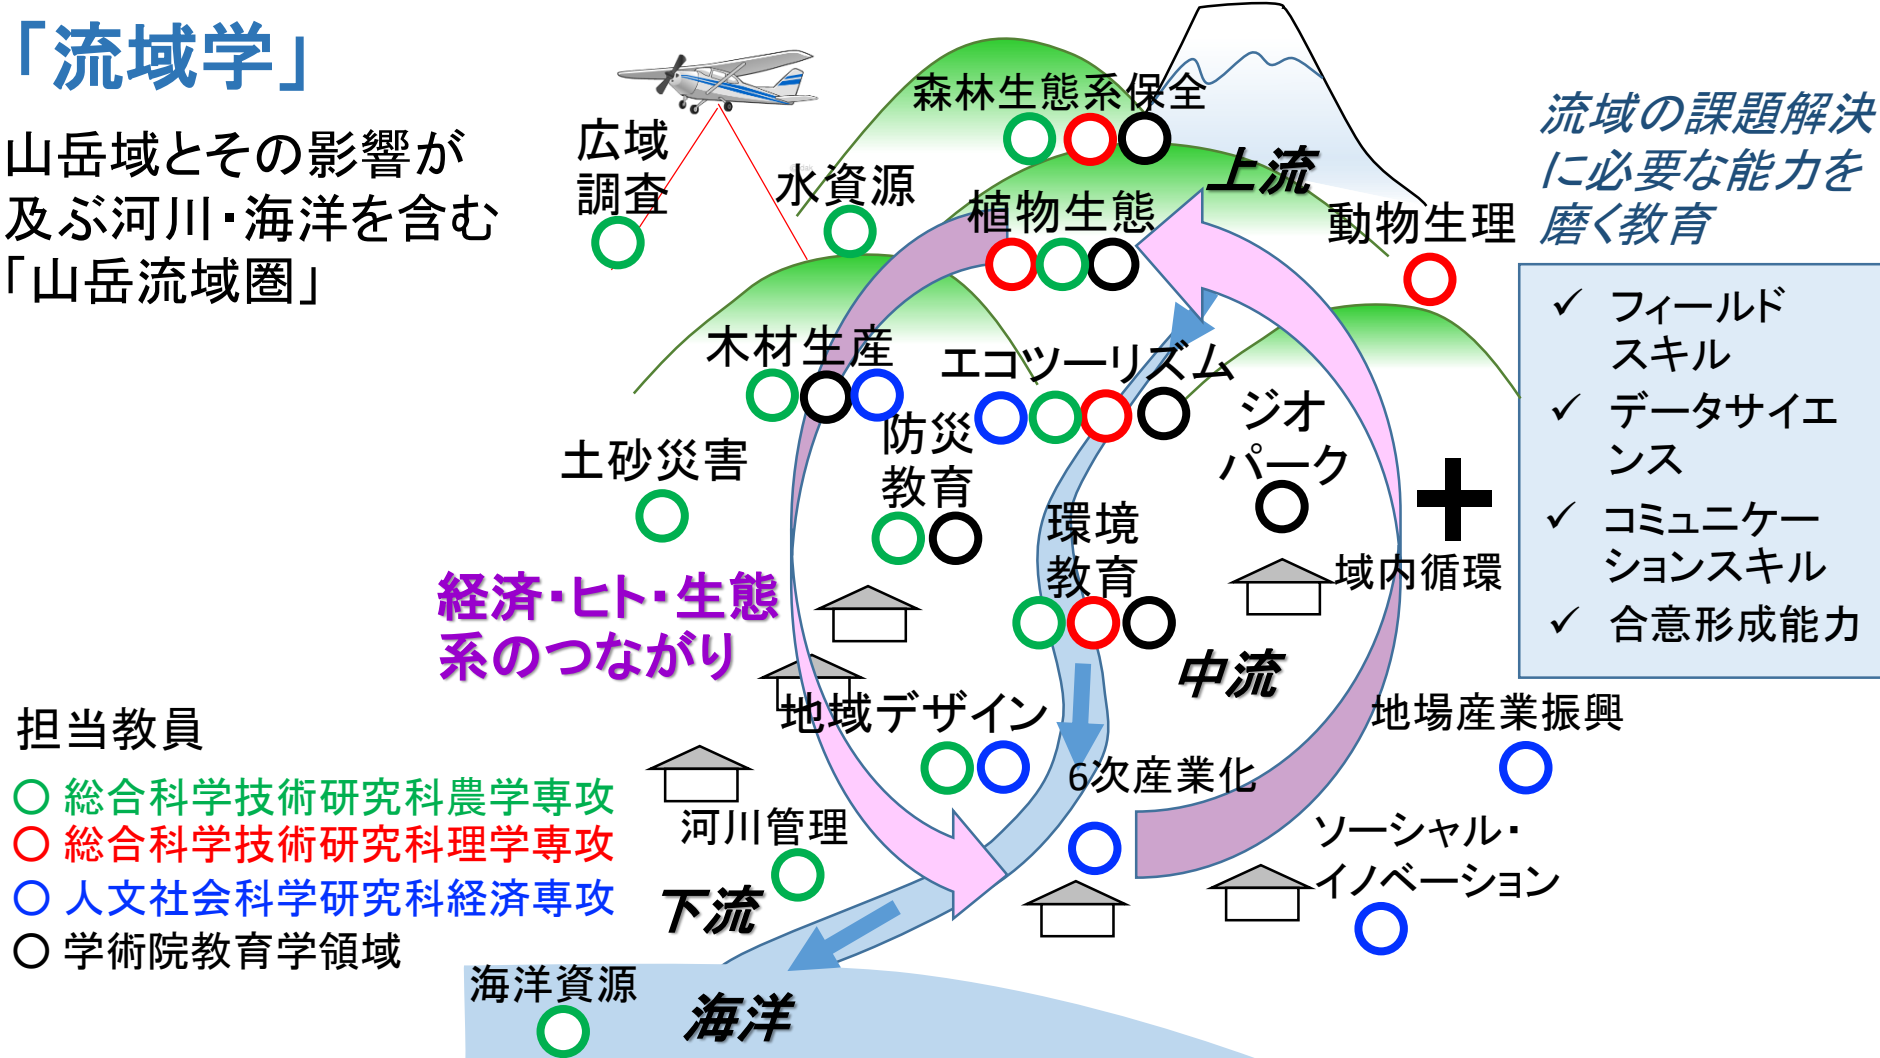 「流域学」
山岳域とその影響が
及ぶ河川・海洋を含む
「山岳流域圏」
広域
調査
水資源
森林生態系保全
上流
植物生態
動物生理
流域の課題解決
に必要な能力を
磨く教育
✓ フィールド
スキル
✓ データサイエ
ンス
✓ コミュニケー
ションスキル
✓ 合意形成能力
木材生産
エコツーリズム
ジオ
パーク
防災
教育
土砂災害
環境
教育
域内循環
経済・ヒト・生態
系のつながり
中流
地域デザイン
地場産業振興
6次産業化
河川管理
ソーシャル・
イノベーション
下流
海洋資源
海洋
担当教員
○ 総合科学技術研究科農学専攻
○ 総合科学技術研究科理学専攻
○ 人文社会科学研究科経済専攻
○ 学術院教育学領域